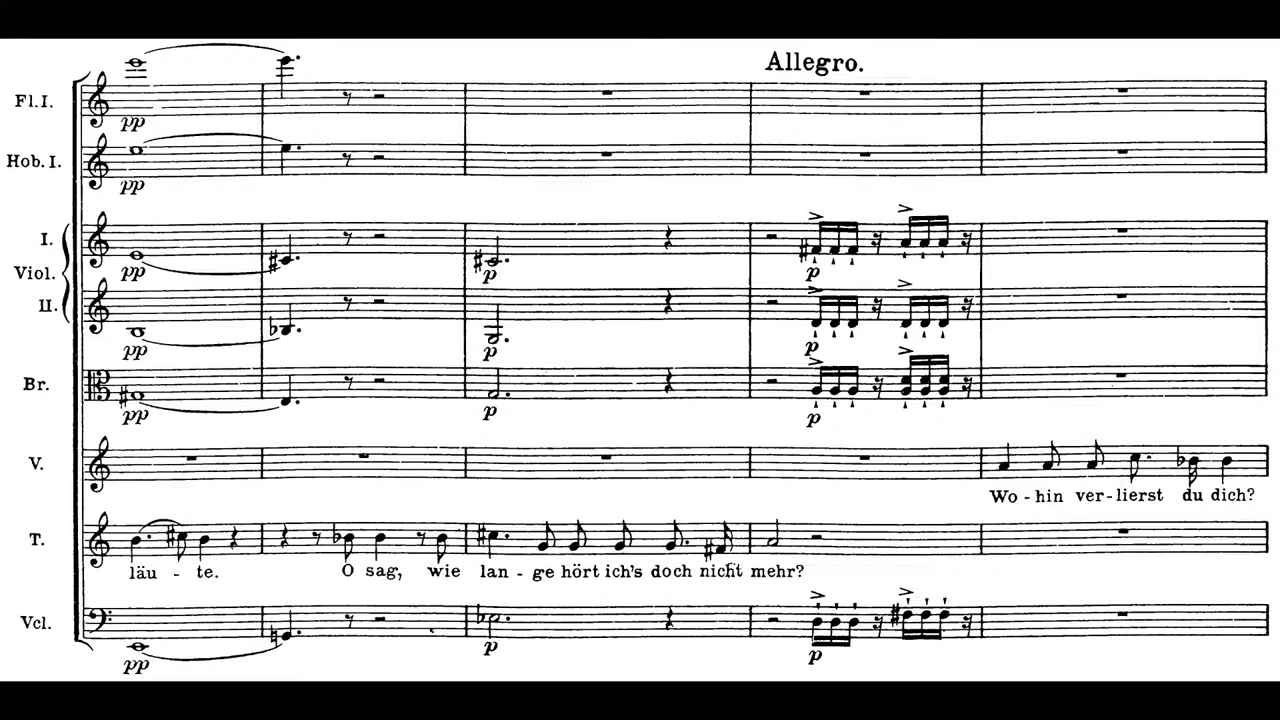 Allegro.
Fl.I.
pp
Hob. I.
pp
I.
pp p p
Viol.
II.
pp p p
Br.
pp p p
V.
Wo-hin ver-lierst du dich?
T.
läu - te. O sag, wie lan - ge hört ich's doch nicht mehr?
Vcl.
pp p p